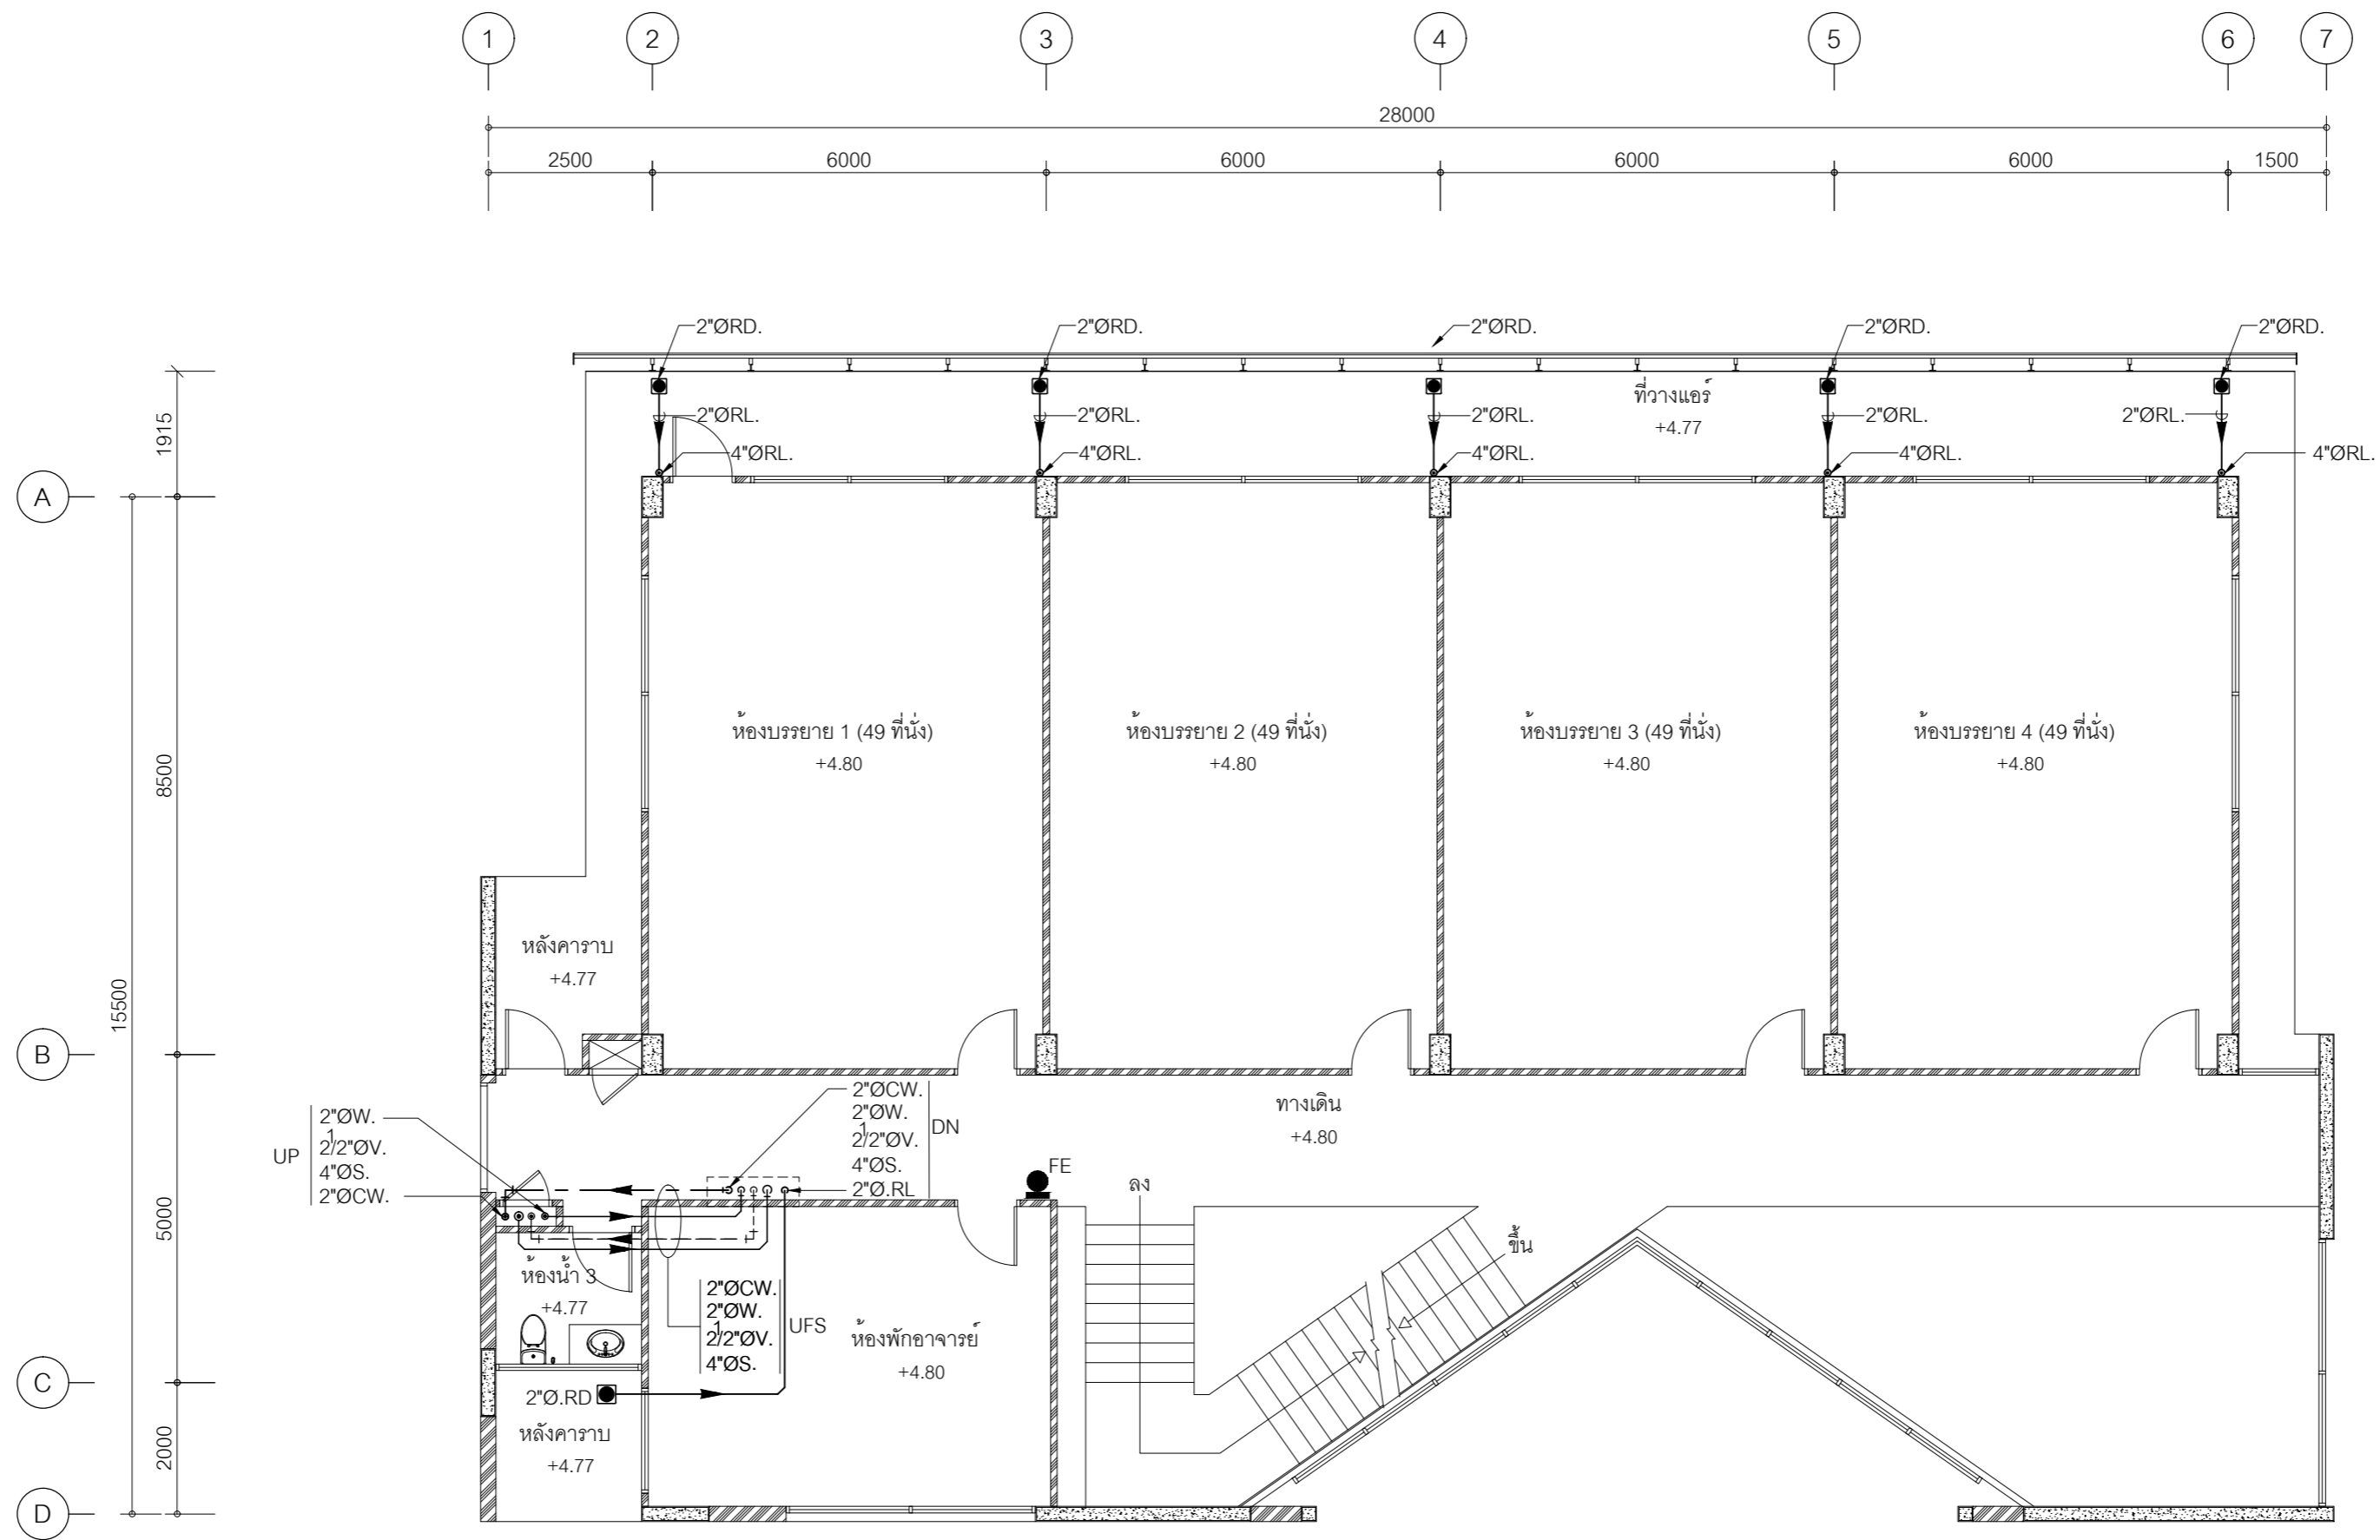 1 2 3 4 5 6 7
28000
2500 6000 6000 6000 6000 1500
2"ØRD. 2"ØRD. 2"ØRD. 2"ØRD. 2"ØRD.
ที่วางแอร์
+4.77
2"ØRL. 2"ØRL. 2"ØRL. 2"ØRL. 2"ØRL.
4"ØRL. 4"ØRL. 4"ØRL. 4"ØRL. 4"ØRL.
1915
A
8500
15500
ห้องบรรยาย 1 (49 ที่นั่ง) ห้องบรรยาย 2 (49 ที่นั่ง) ห้องบรรยาย 3 (49 ที่นั่ง) ห้องบรรยาย 4 (49 ที่นั่ง)
+4.80 +4.80 +4.80 +4.80
หลังคาราบ
+4.77
B
UP
2"ØW.
2 1/2"ØV.
4"ØS.
2"ØCW.
2"ØCW.
2"ØW.
2 1/2"ØV.
4"ØS.
2"Ø.RL
DN
ทางเดิน
+4.80
FE
ลง
ขึ้น
5000
ห้องน้ำ 3
+4.77
2"ØCW.
2"ØW.
2 1/2"ØV.
4"ØS.
UFS
ห้องพักอาจารย์
+4.80
C
2"Ø.RD
หลังคาราบ
+4.77
2000
D